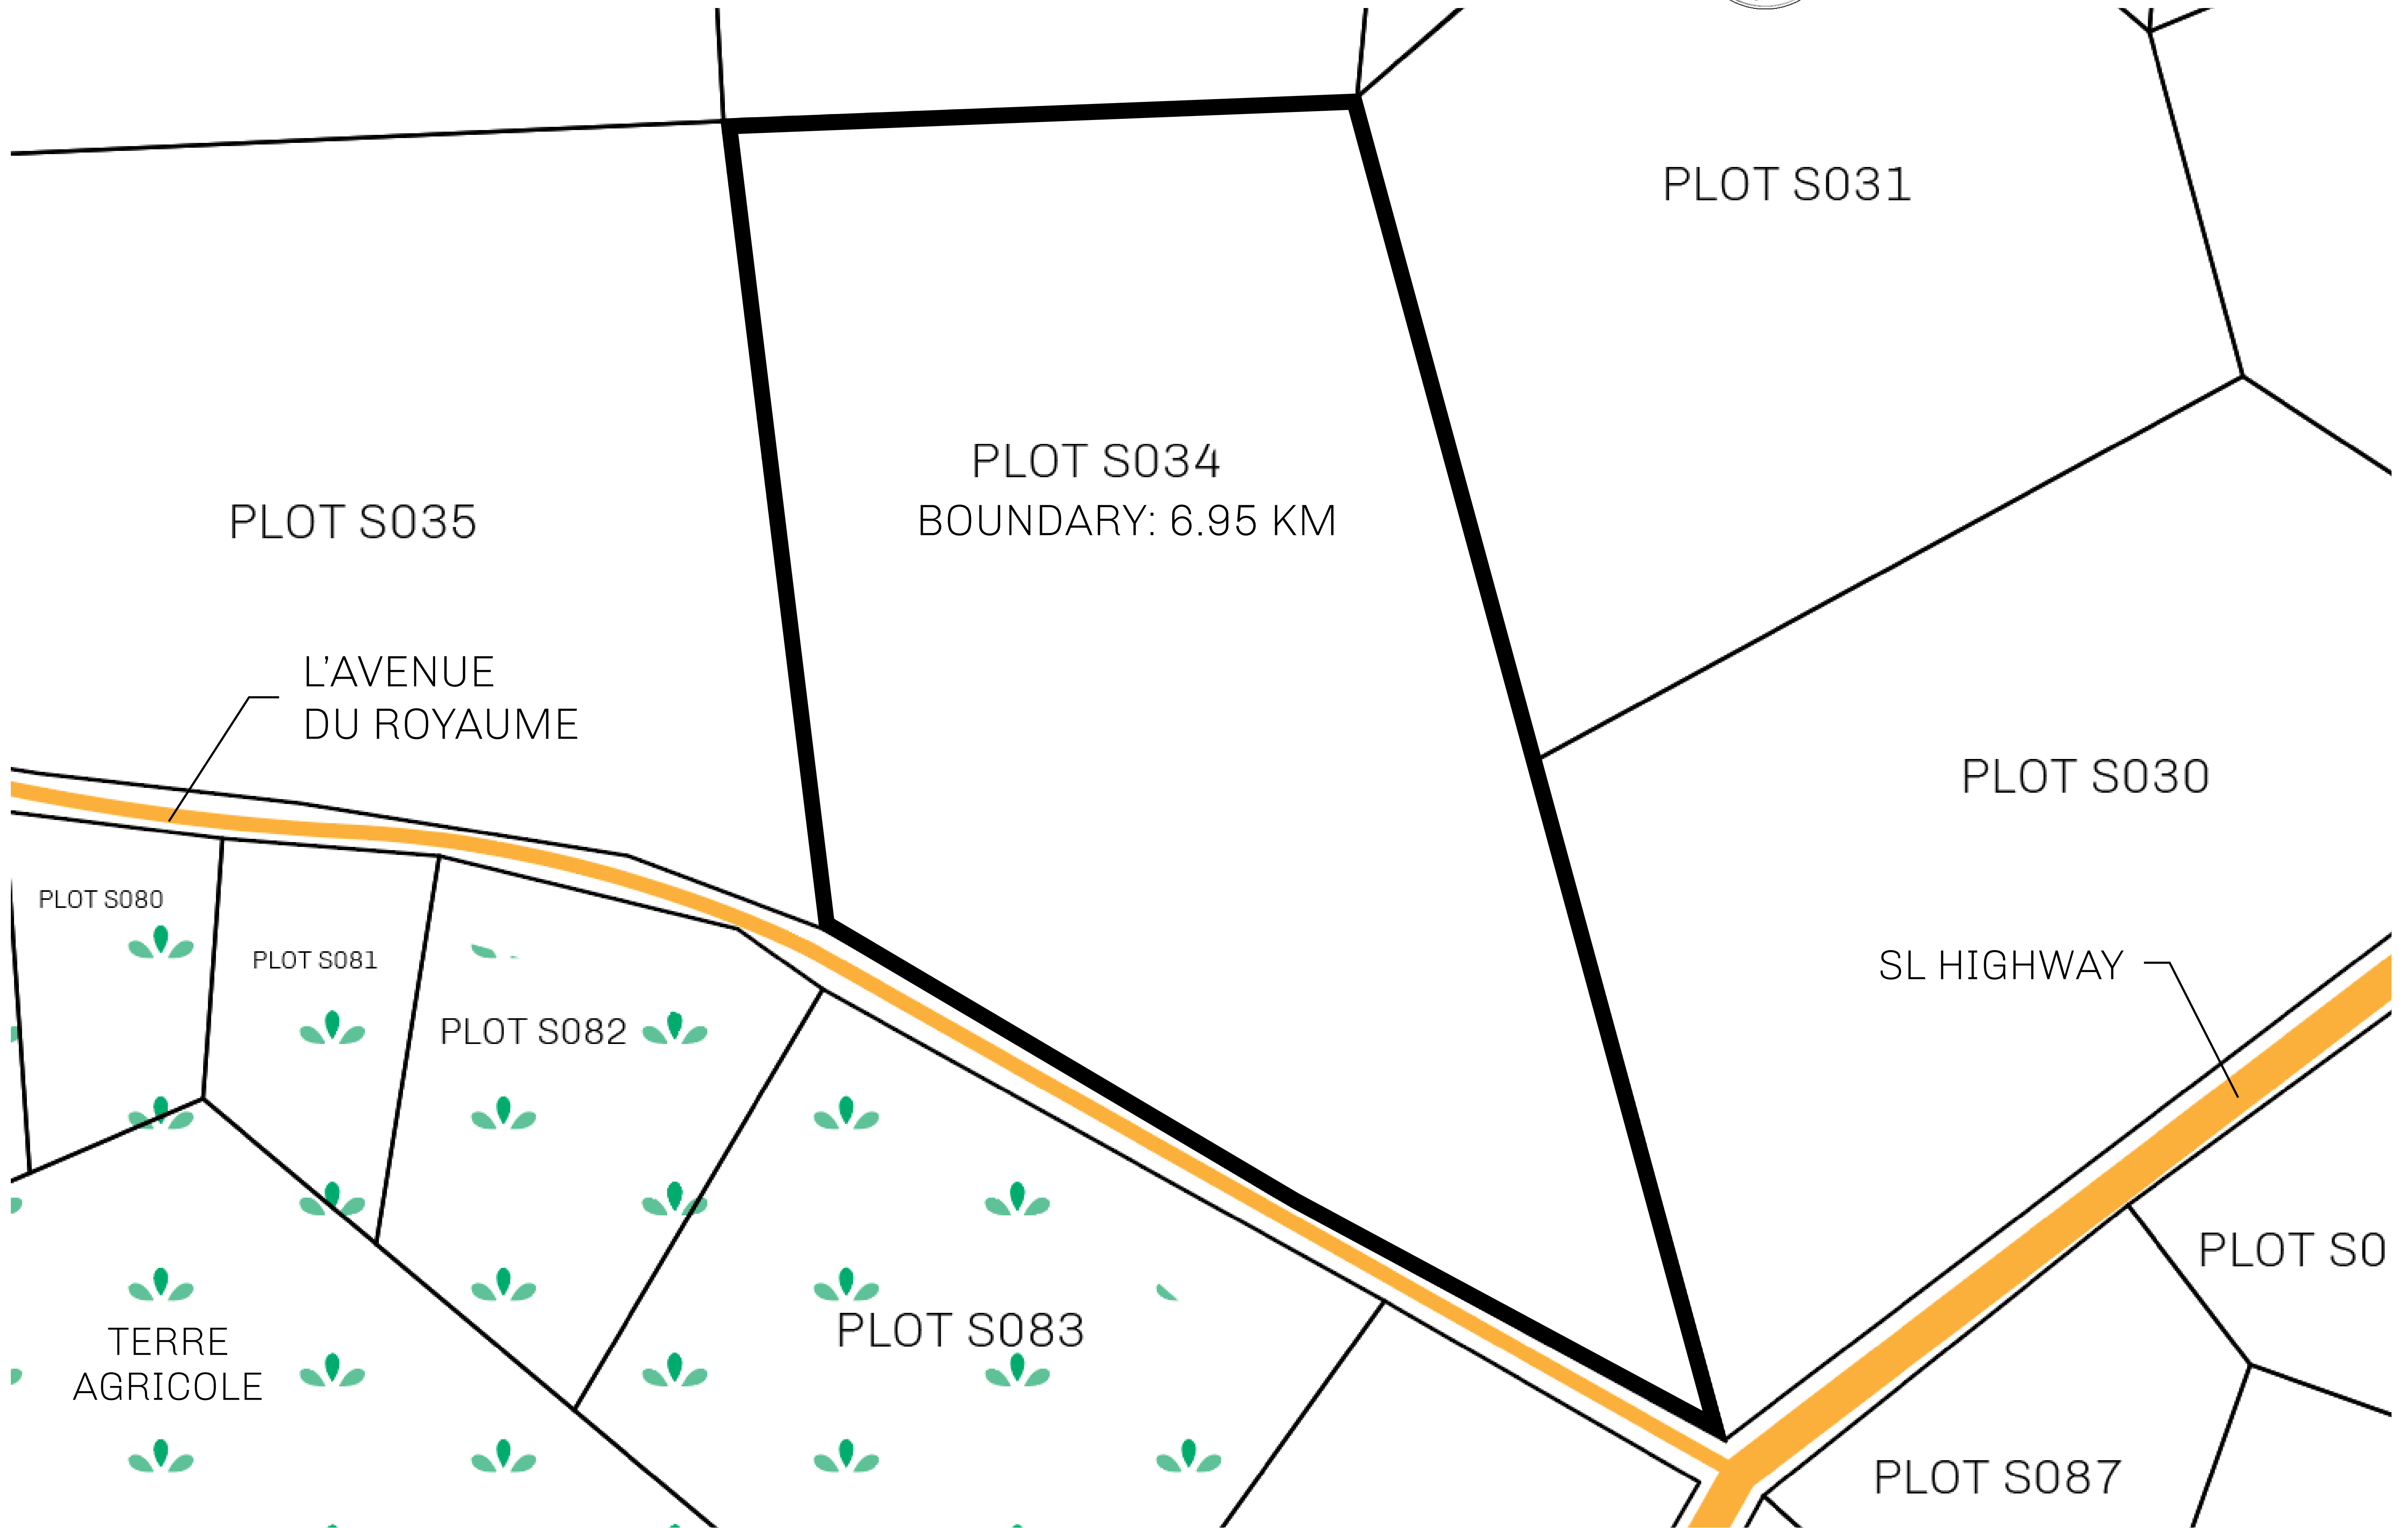 PLOT S031
PLOT S034
BOUNDARY: 6.95 KM
PLOT S035
L'AVENUE
DU ROYAUME
PLOT S030
PLOT S080
PLOT S081
SL HIGHWAY
PLOT S082
PLOT S0
PLOT S083
TERRE
AGRICOLE
PLOT S087